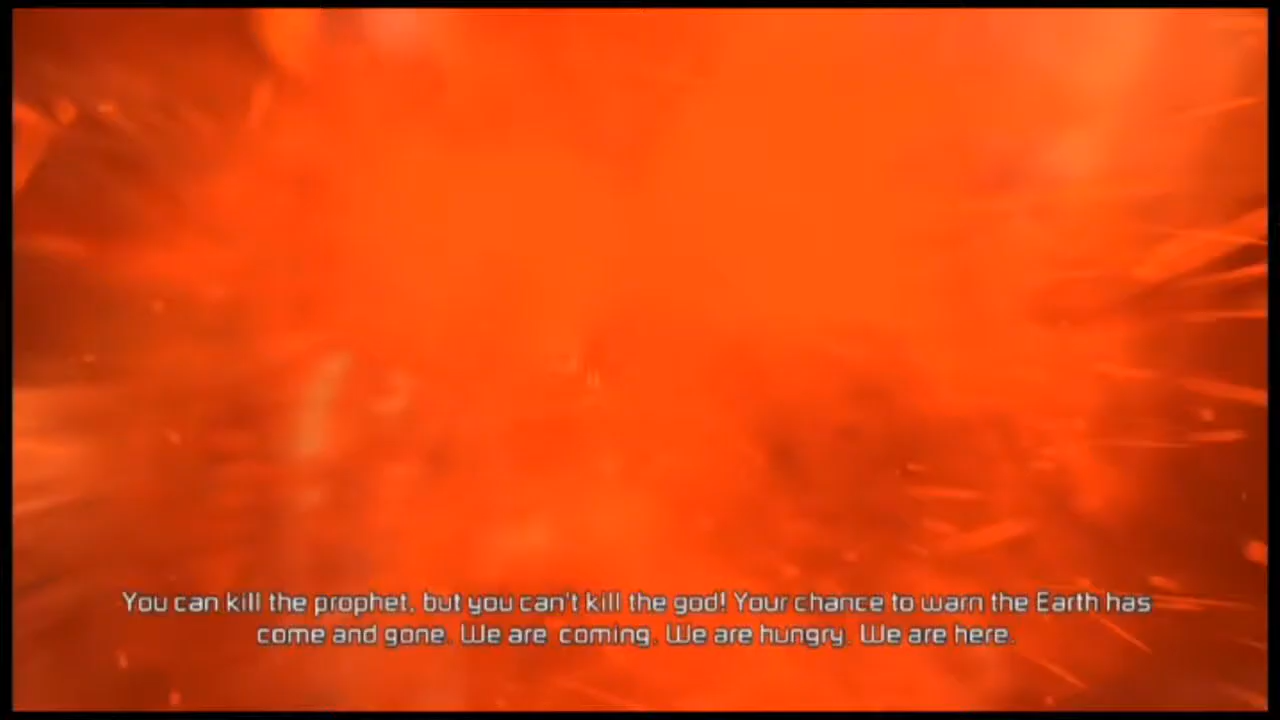 You can kill the prophet, but you can't kill the god! Your chance to warn the Earth has
come and gone. We are coming. We are hungry. We are here.